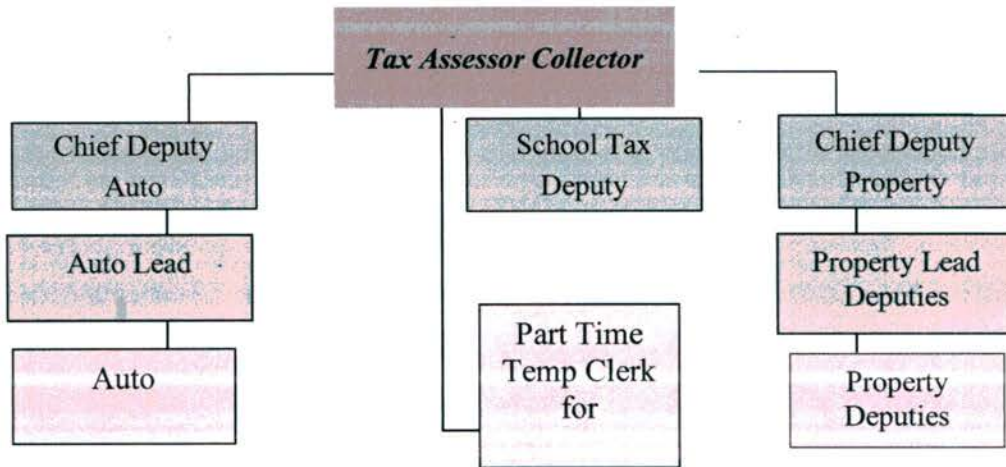 Tax Assessor Collector
Chief Deputy
Auto
School Tax
Deputy
Chief Deputy
Property
Auto Lead
Property Lead
Deputies
Part Time
Temp Clerk
for
Auto
Property
Deputies